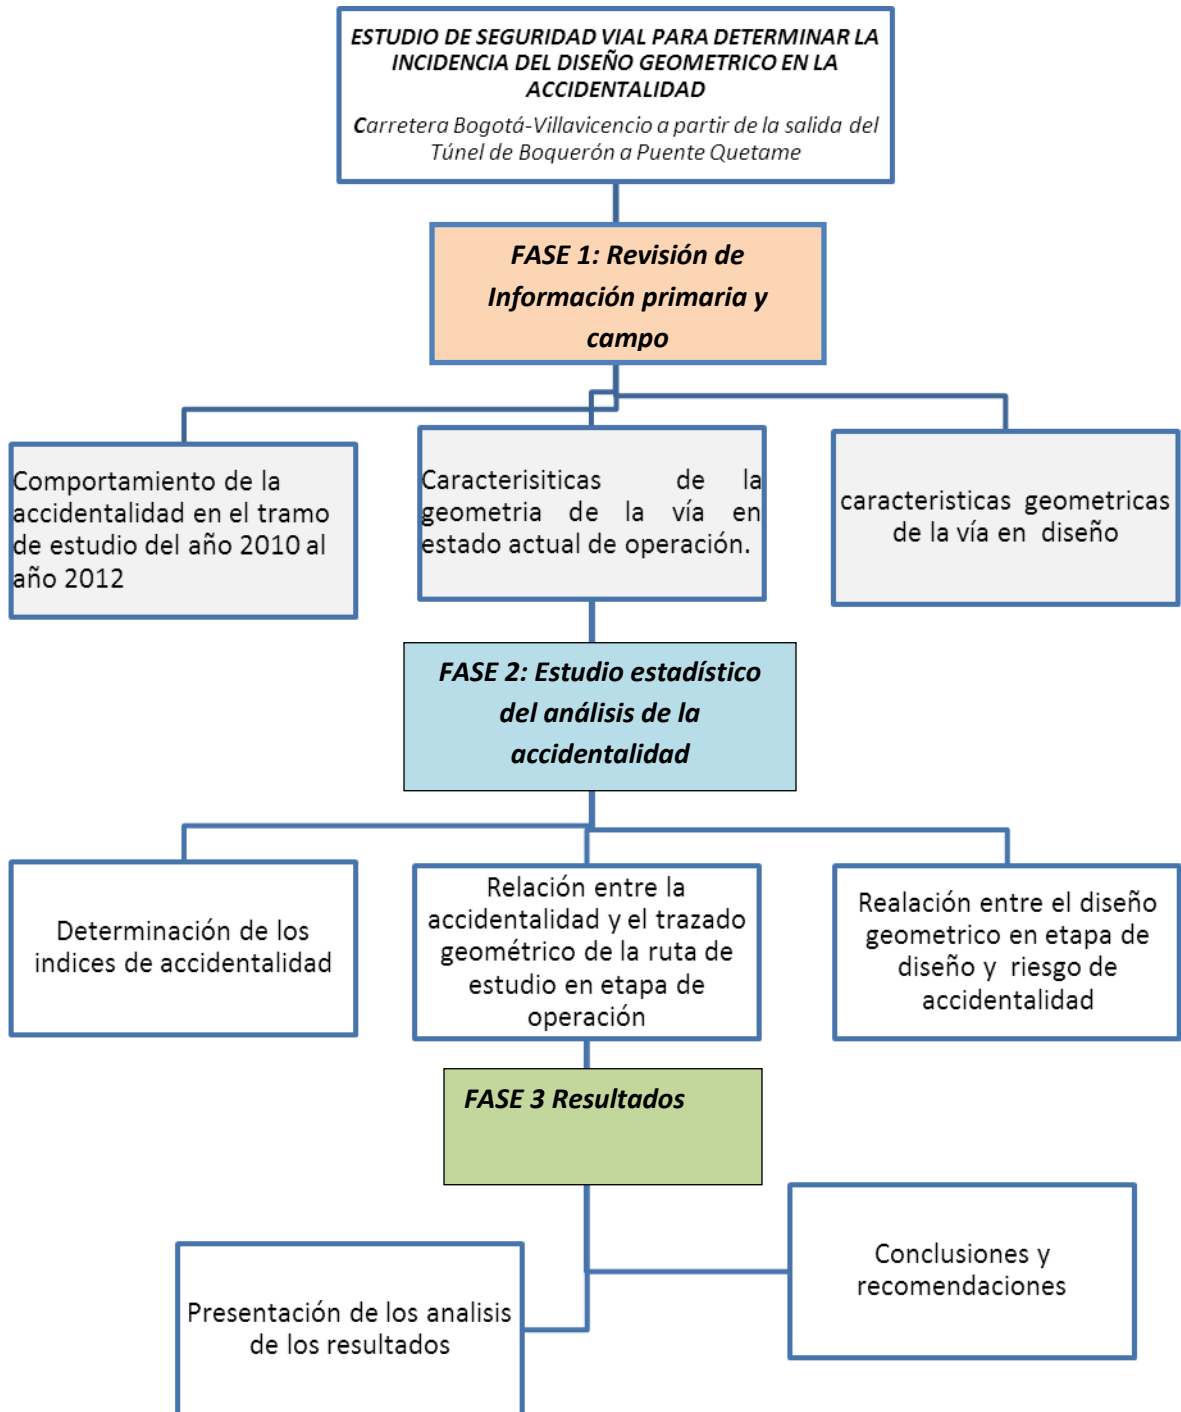 ESTUDIO DE SEGURIDAD VIAL PARA DETERMINAR LA
INCIDENCIA DEL DISEÑO GEOMETRICO EN LA
ACCIDENTALIDAD
Carretera Bogotá-Villavicencio a partir de la salida del
Túnel de Boquerón a Puente Quetame
FASE 1: Revisión de
Información primaria y
campo
Comportamiento de la
accidentalidad en el tramo
de estudio del año 2010 al
año 2012
Caracterisiticas de la
geometria de la vía en
estado actual de operación.
caracteristicas geometricas
de la vía en diseño
FASE 2: Estudio estadístico
del análisis de la
accidentalidad
Determinación de los
indices de accidentalidad
Relación entre la
accidentalidad y el trazado
geométrico de la ruta de
estudio en etapa de
operación
Realación entre el diseño
geometrico en etapa de
diseño y riesgo de
accidentalidad
FASE 3 Resultados
Conclusiones y
recomendaciones
Presentación de los analisis
de los resultados